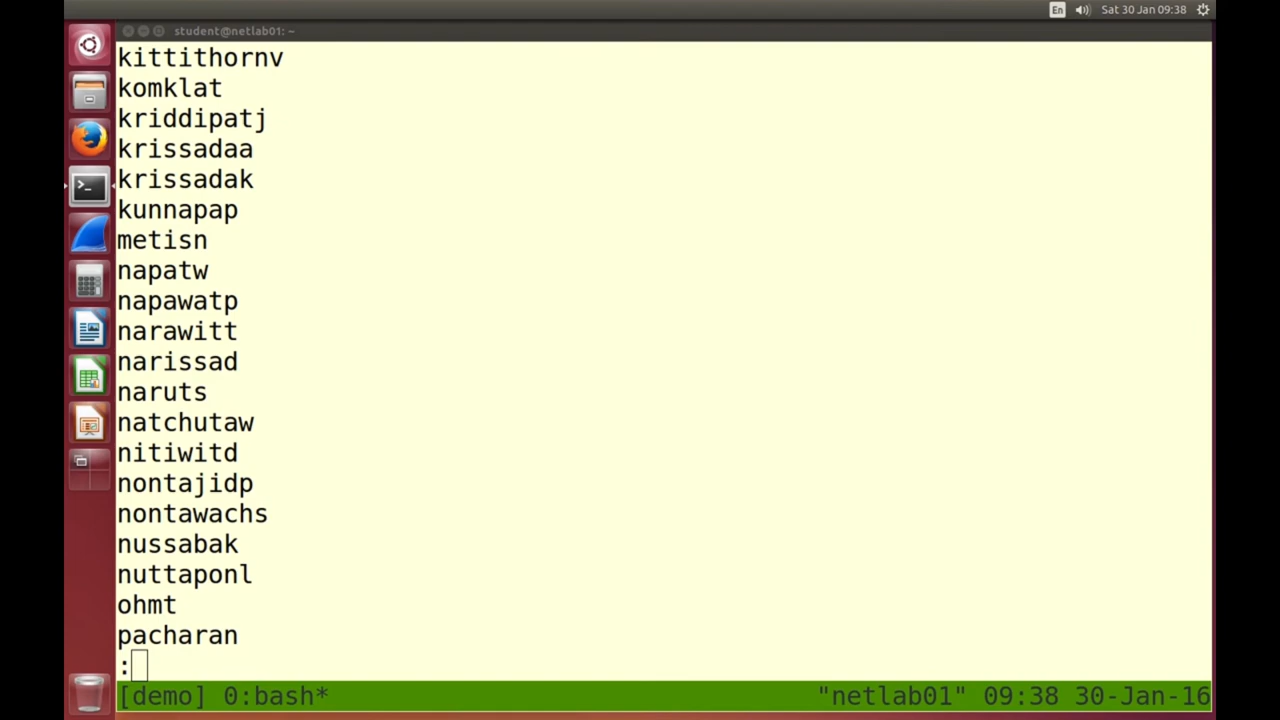 En Sat 30 Jan 09:38
student@netlab01: ~
kittithornv
komklat
kriddipatj
krissadaa
krissadak
kunnapap
metisn
napatw
napawatp
narawitt
narissad
naruts
natchutaw
nitiwitd
nontajidp
nontawachs
nussabak
nuttaponl
ohmt
pacharan
:
[demo] 0:bash* "netlab01" 09:38 30-Jan-16